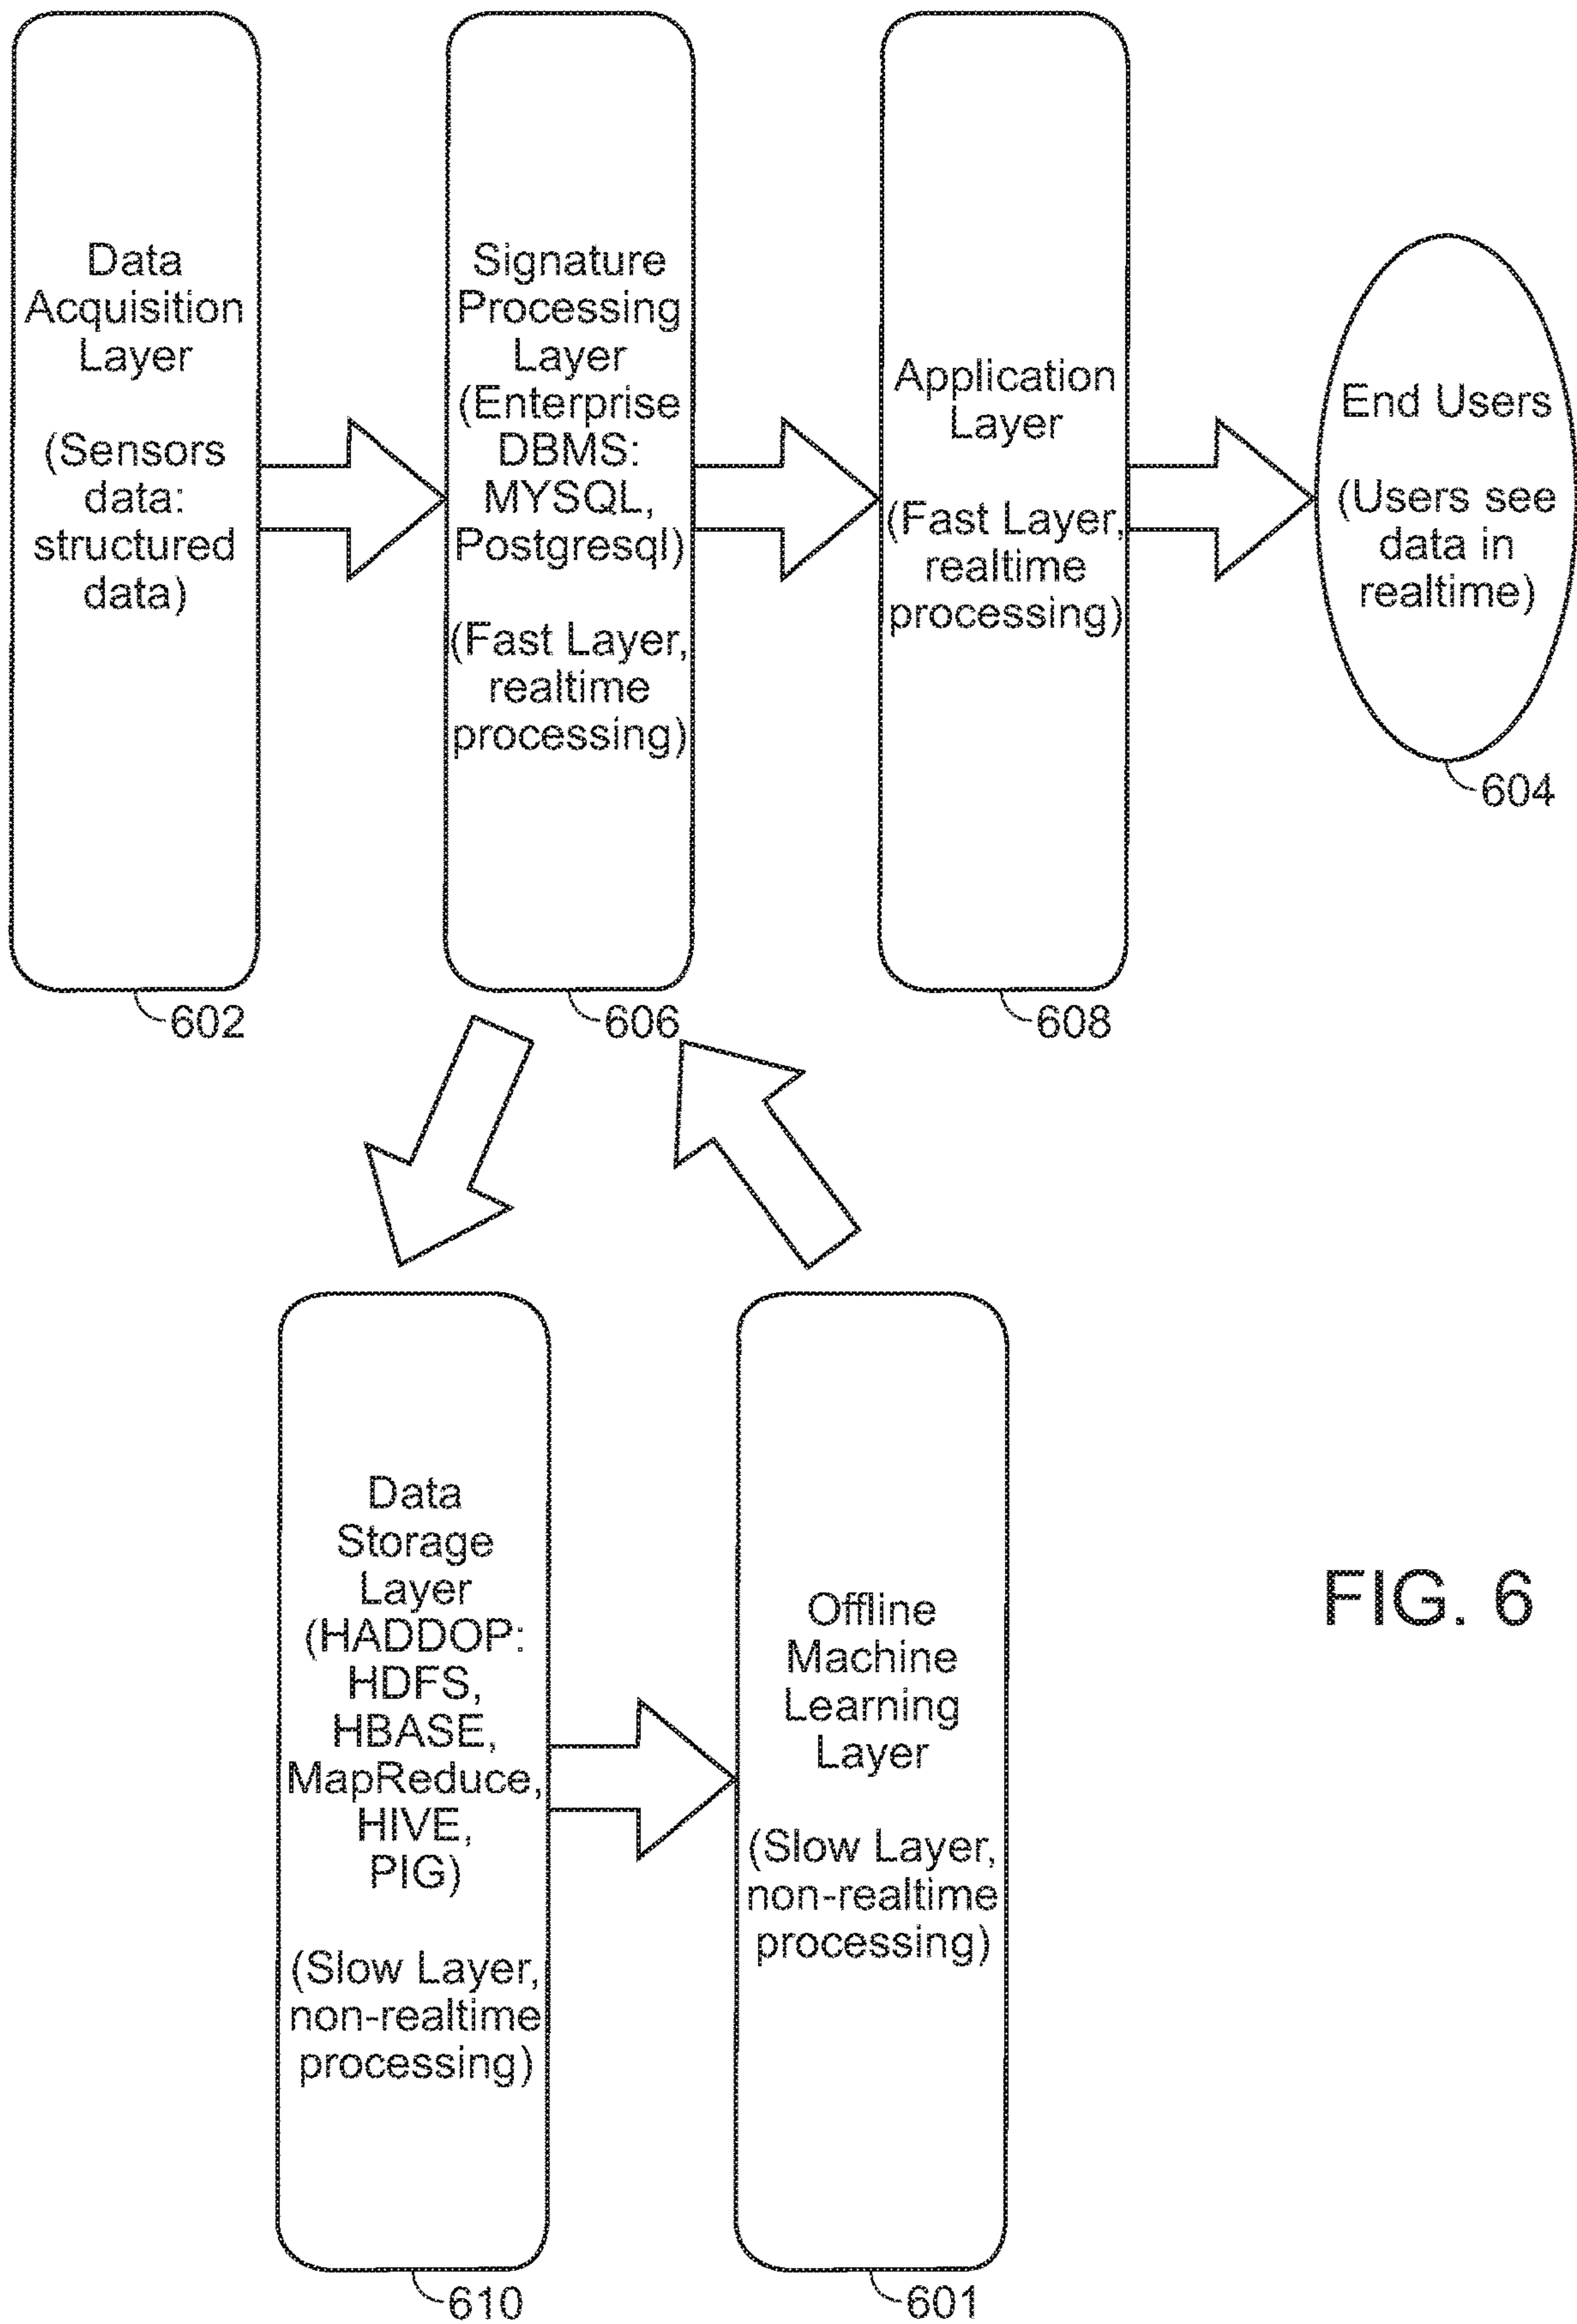 Data
Acquisition
Layer
(Sensors
data:
structured
data)
602
Signature
Processing
Layer
(Enterprise
DBMS:
MYSQL,
Postgresql)
(Fast Layer,
realtime
processing)
606
Application
Layer
(Fast Layer,
realtime
processing)
608
End Users
(Users see
data in
realtime)
604
Data
Storage
Layer
(HADDOP:
HDFS,
HBASE,
MapReduce,
HIVE,
PIG)
(Slow Layer,
non-realtime
processing)
610
Offline
Machine
Learning
Layer
(Slow Layer,
non-realtime
processing)
601
FIG. 6